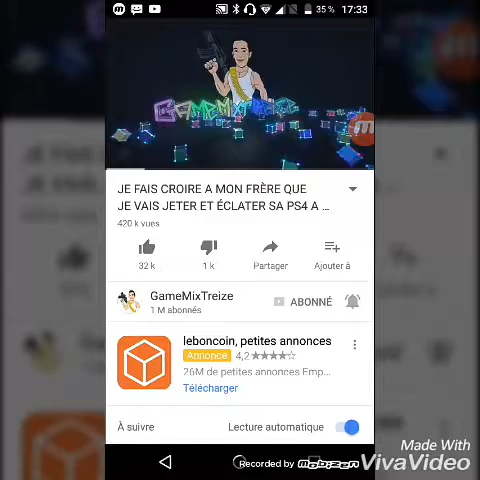 35 % 17:33
GAMEMIXTREIZE
JE FAIS CROIRE A MON FRÈRE QUE
JE VAIS JETER ET ÉCLATER SA PS4 A ...
420 k vues
32 k 1 k Partager Ajouter à
GameMixTreize
1 M abonnés
ABONNÉ
leboncoin, petites annonces
Annonce 4,2
26M de petites annonces Emp...
Télécharger
À suivre Lecture automatique
Recorded by mobizen
Made With
VivaVideo